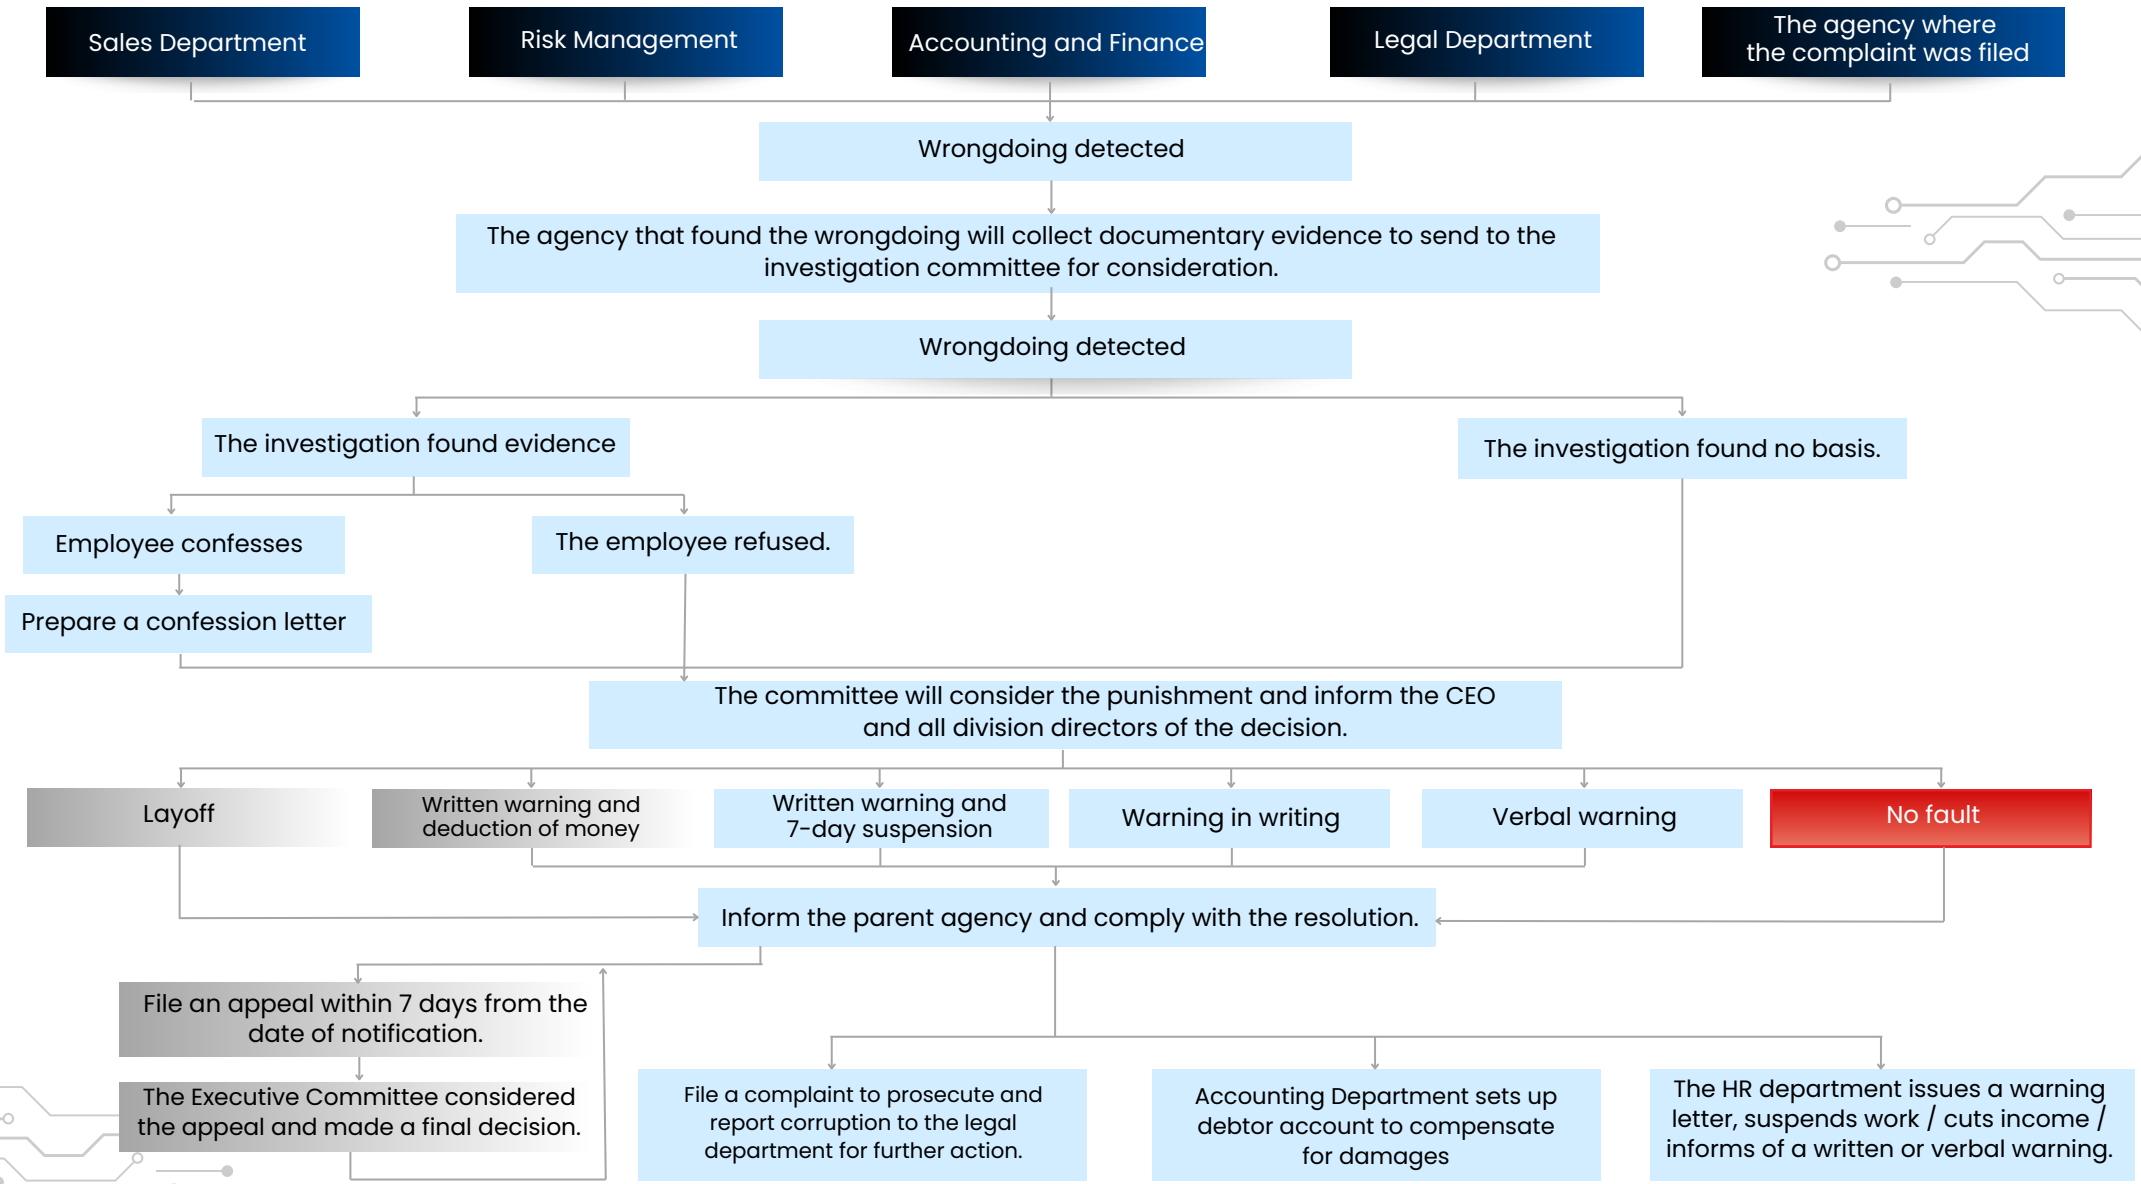 Sales Department
Risk Management
Accounting and Finance
Legal Department
The agency where
the complaint was filed
Wrongdoing detected
The agency that found the wrongdoing will collect documentary evidence to send to the
investigation committee for consideration.
Wrongdoing detected
The investigation found evidence
The investigation found no basis.
Employee confesses
The employee refused.
Prepare a confession letter
The committee will consider the punishment and inform the CEO
and all division directors of the decision.
Layoff
Written warning and
deduction of money
Written warning and
7-day suspension
Warning in writing
Verbal warning
No fault
Inform the parent agency and comply with the resolution.
File an appeal within 7 days from the
date of notification.
The Executive Committee considered
the appeal and made a final decision.
File a complaint to prosecute and
report corruption to the legal
department for further action.
Accounting Department sets up
debtor account to compensate
for damages
The HR department issues a warning
letter, suspends work / cuts income /
informs of a written or verbal warning.